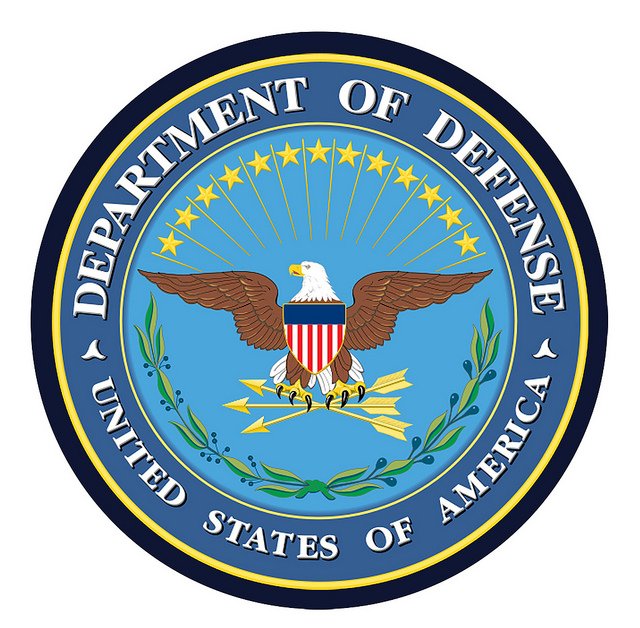 DEPARTMENT OF DEFENSE
UNITED STATES OF AMERICA